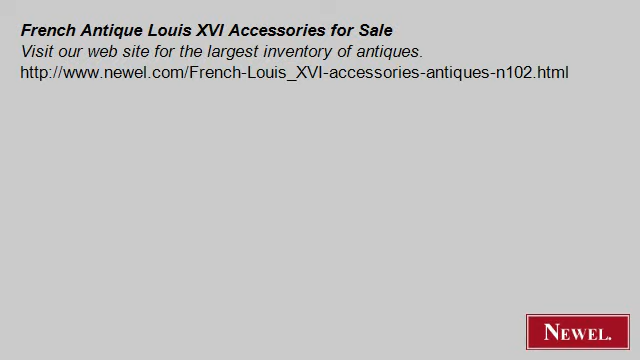 French Antique Louis XVI Accessories for Sale
Visit our web site for the largest inventory of antiques.
http://www.newel.com/French-Louis_XVI-accessories-antiques-n102.html
NEWEL.